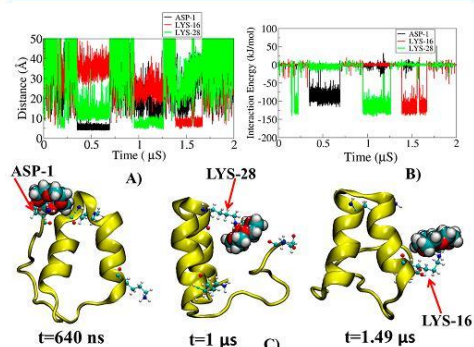 ASP-1
LYS-16
LYS-28
50
40
30
20
10
0
Distance (Å)
0 0.5 1 1.5 2
Time ( μS)
A)
ASP-1
LYS-16
LYS-28
100
50
0
-50
-100
-150
-200
Interaction Energy (kJ/mol)
0 0.5 1 1.5 2
Time (μS)
B)
ASP-1
LYS-28
LYS-16
t=640 ns
t=1 μs
t=1.49 μs
C)